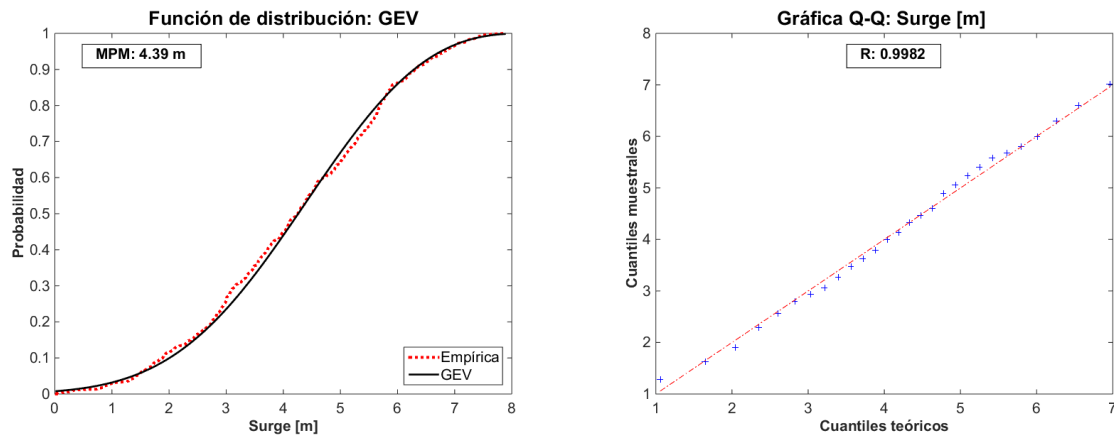 Función de distribución: GEV
MPM: 4.39 m
1
0.9
0.8
0.7
0.6
0.5
0.4
0.3
0.2
0.1
0
Probabilidad
Empírica
GEV
0 1 2 3 4 5 6 7 8
Surge [m]
Gráfica Q-Q: Surge [m]
R: 0.9982
8
7
6
5
4
3
2
1
Cuantiles muestrales
1 2 3 4 5 6 7
Cuantiles teóricos